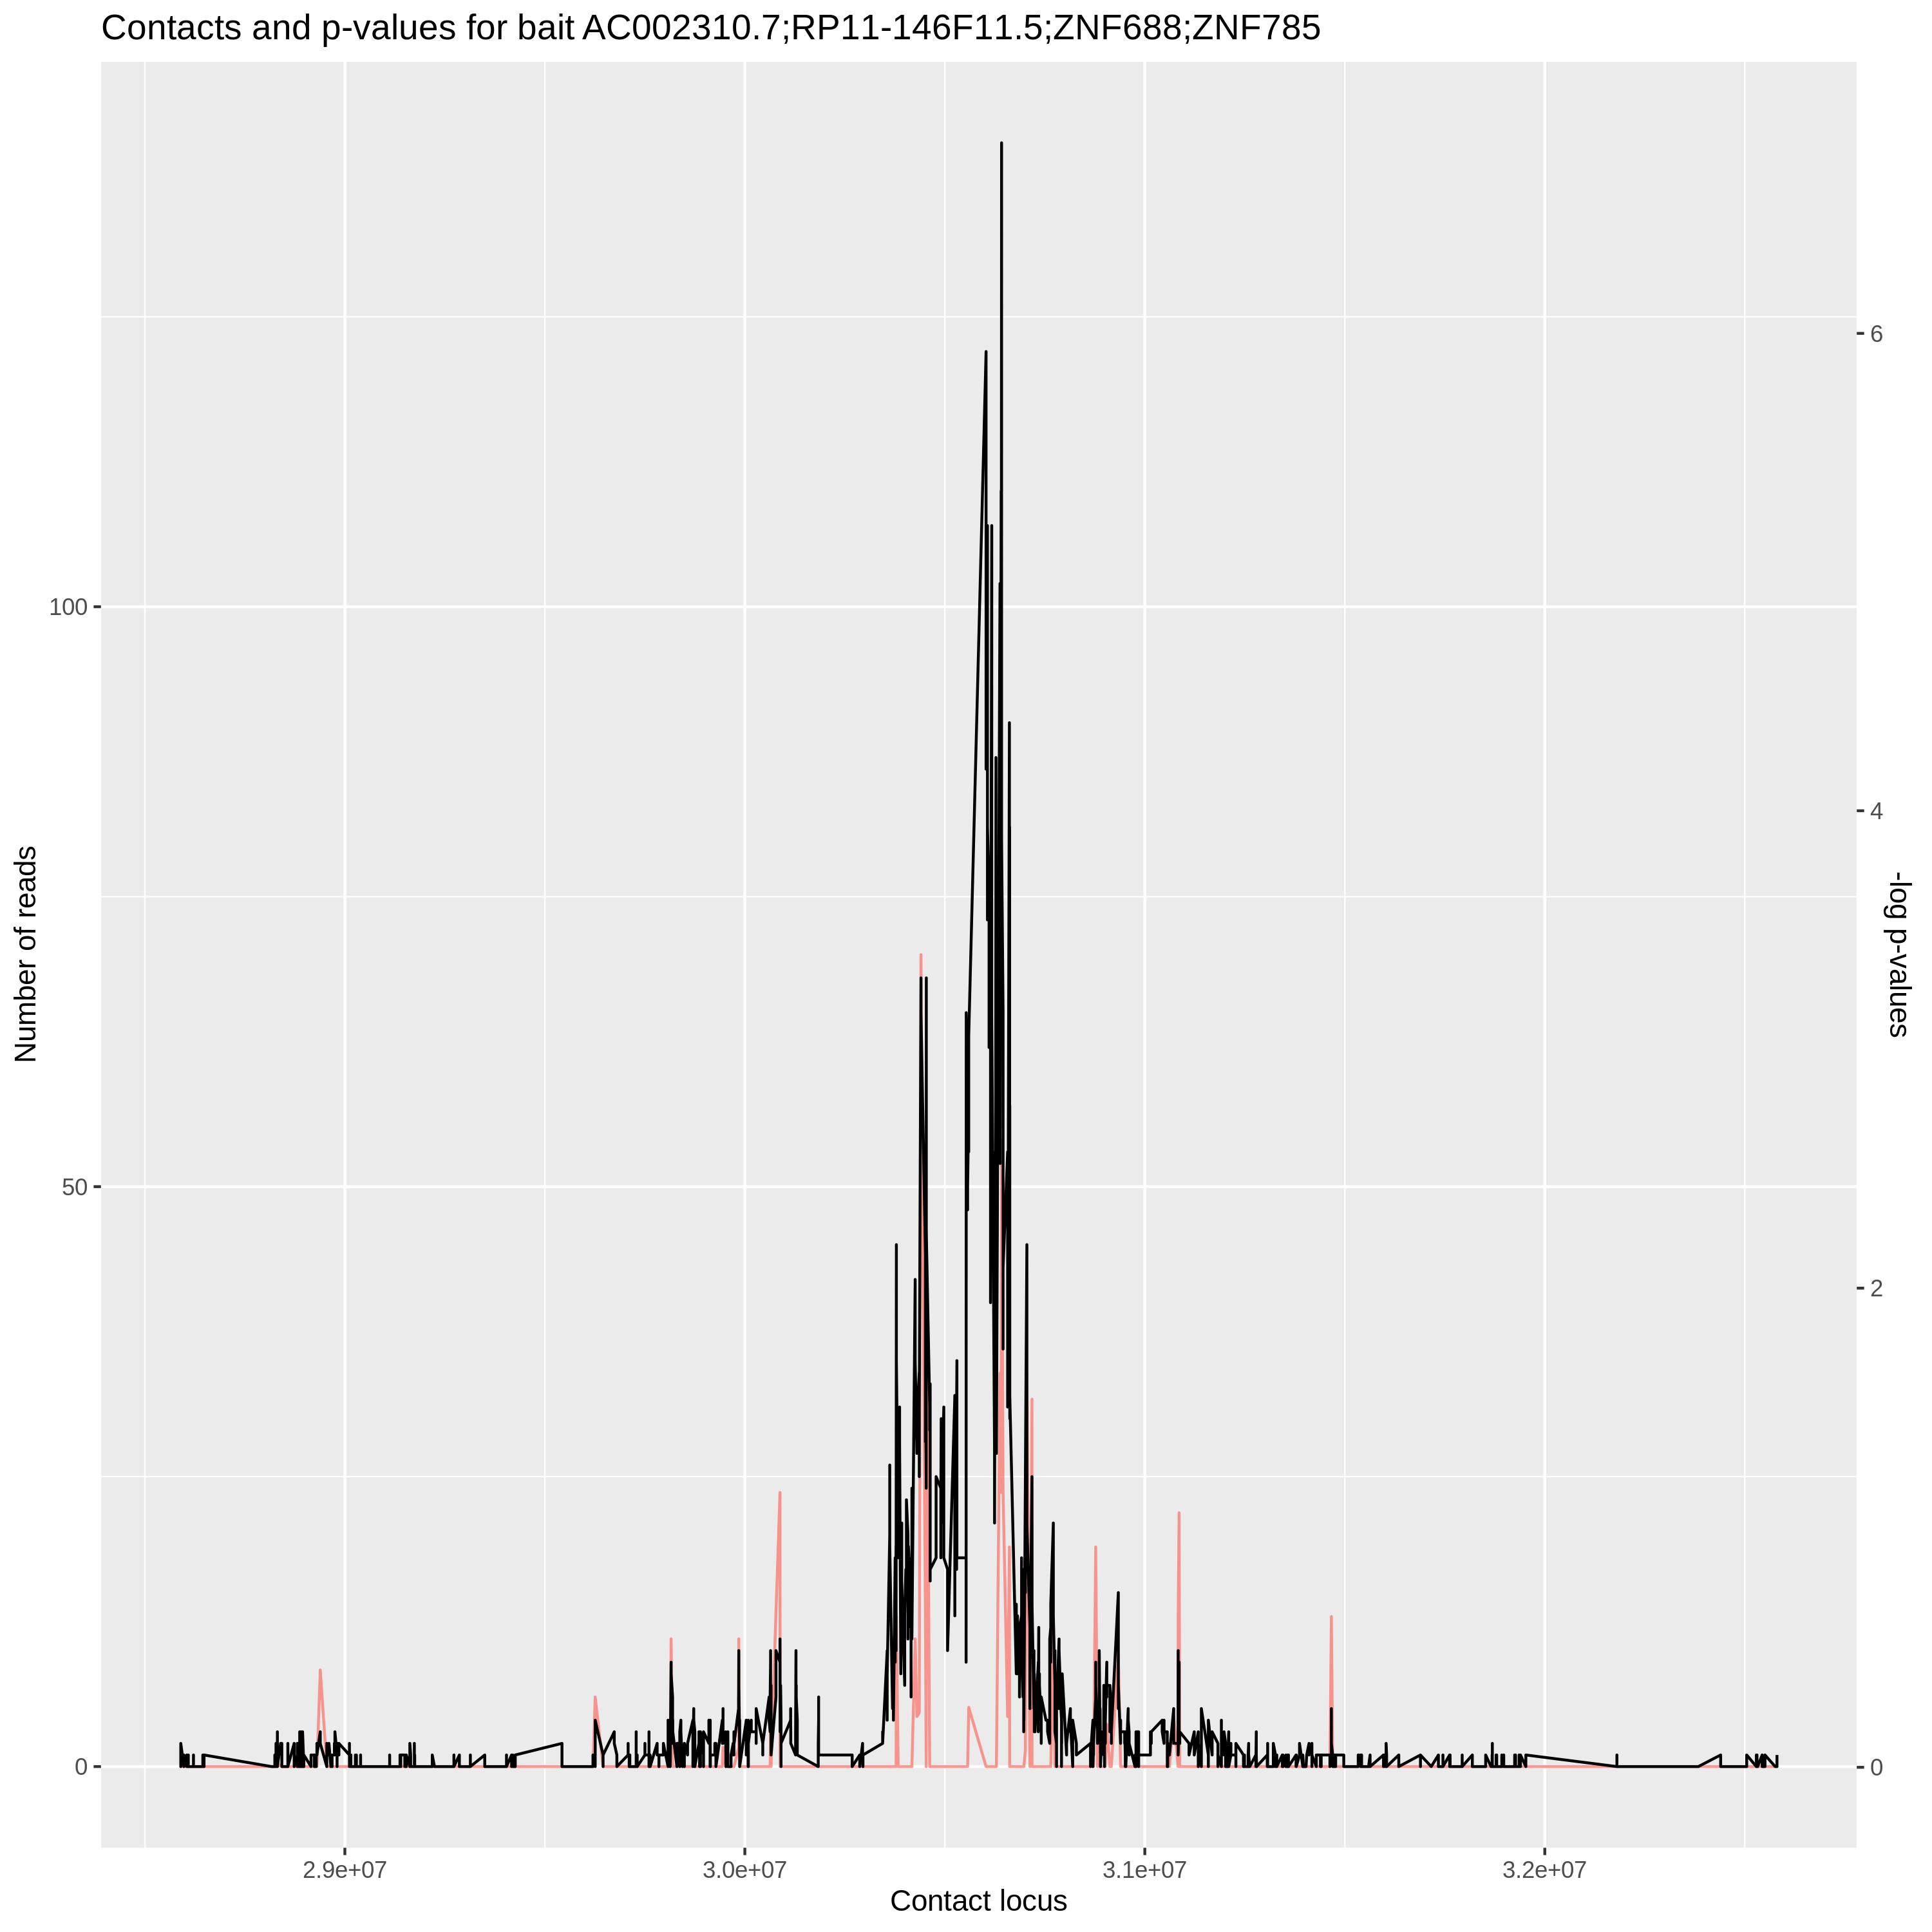 Contacts and p-values for bait AC002310.7;RP11-146F11.5;ZNF688;ZNF785
Number of reads
100
50
0
6
4
2
0
-log p-values
2.9e+07 3.0e+07 3.1e+07 3.2e+07
Contact locus